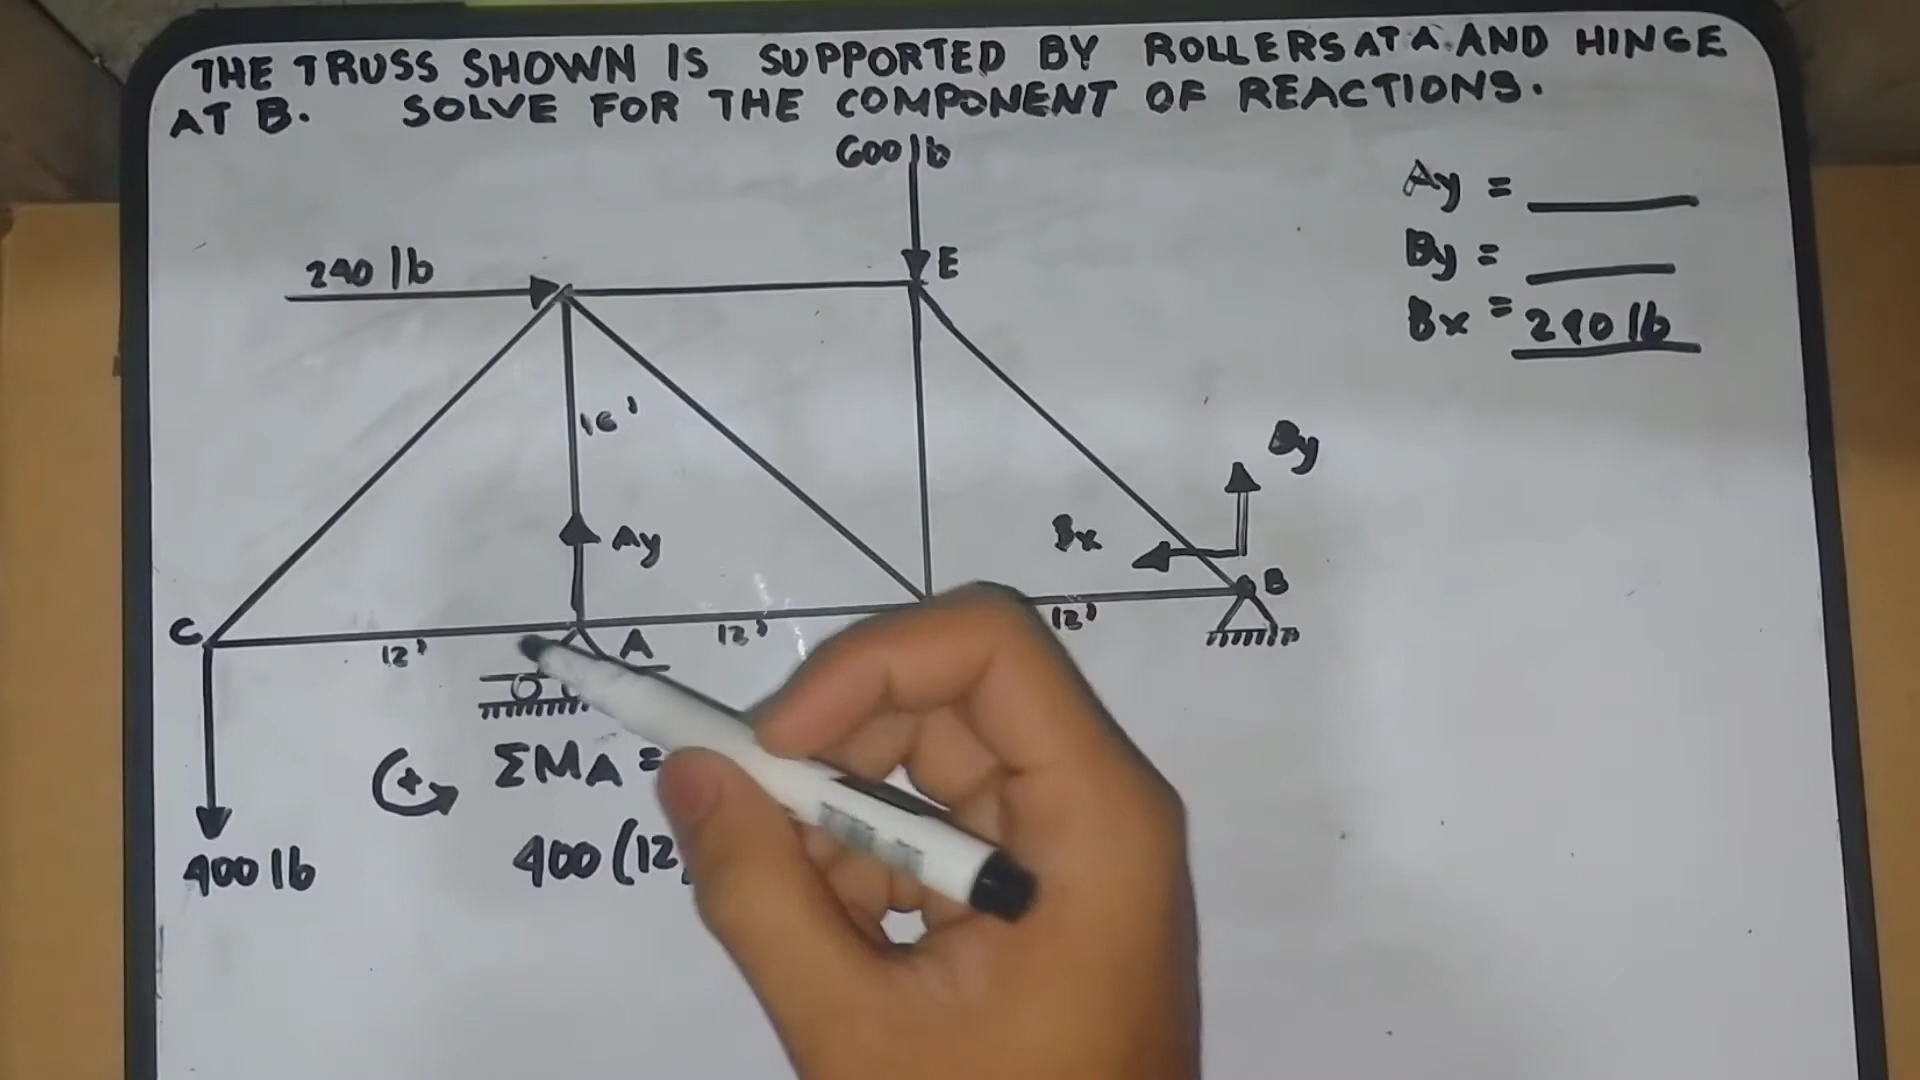 THE TRUSS SHOWN IS SUPPORTED BY ROLLERS AT A AND HINGE
AT B. SOLVE FOR THE COMPONENT OF REACTIONS.
600 lb
Ay =
240 lb
E
By =
Bx = 240 lb
16'
By
Ay
Bx
B
C
12'
A
12'
12'
+
ΣMA =
400 lb
400 (12